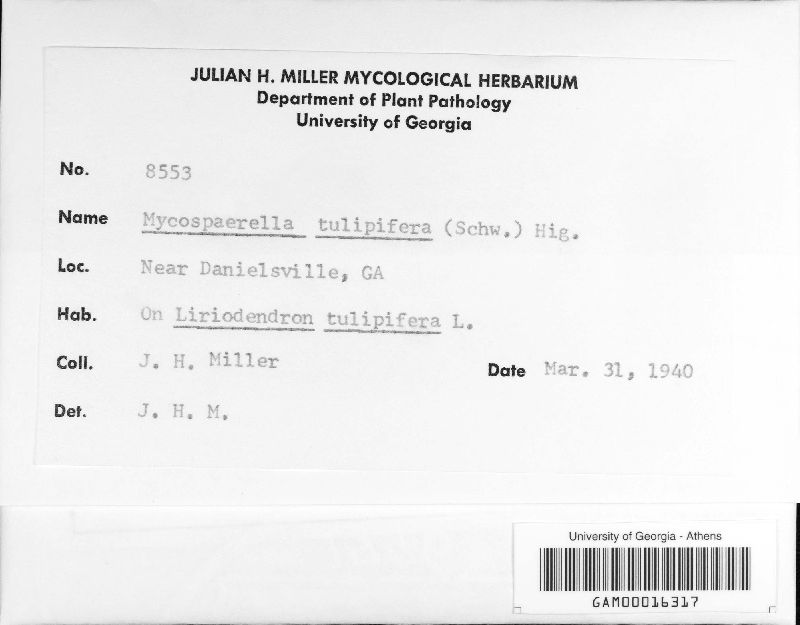 JULIAN H. MILLER MYCOLOGICAL HERBARIUM
Department of Plant Pathology
University of Georgia
No. 8553
Name Mycospaerella tulipifera (Schw.) Hig.
Loc. Near Danielsville, GA
Hab. On Liriodendron tulipifera L.
Coll. J. H. Miller Date Mar. 31, 1940
Det. J. H. M.
University of Georgia - Athens
GAM00016317